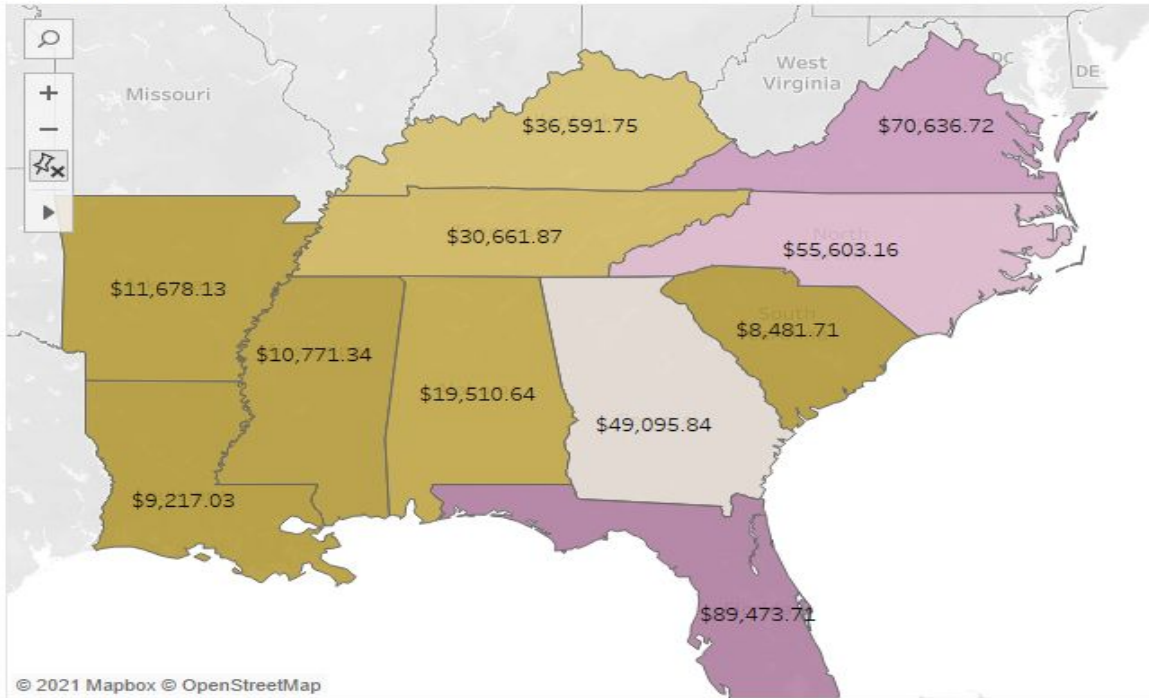 West
Virginia
DC
DE
Missouri
$36,591.75
$70,636.72
$30,661.87
North
$55,603.16
$11,678.13
South
$8,481.71
$10,771.34
$19,510.64
$49,095.84
$9,217.03
$89,473.71
© 2021 Mapbox © OpenStreetMap